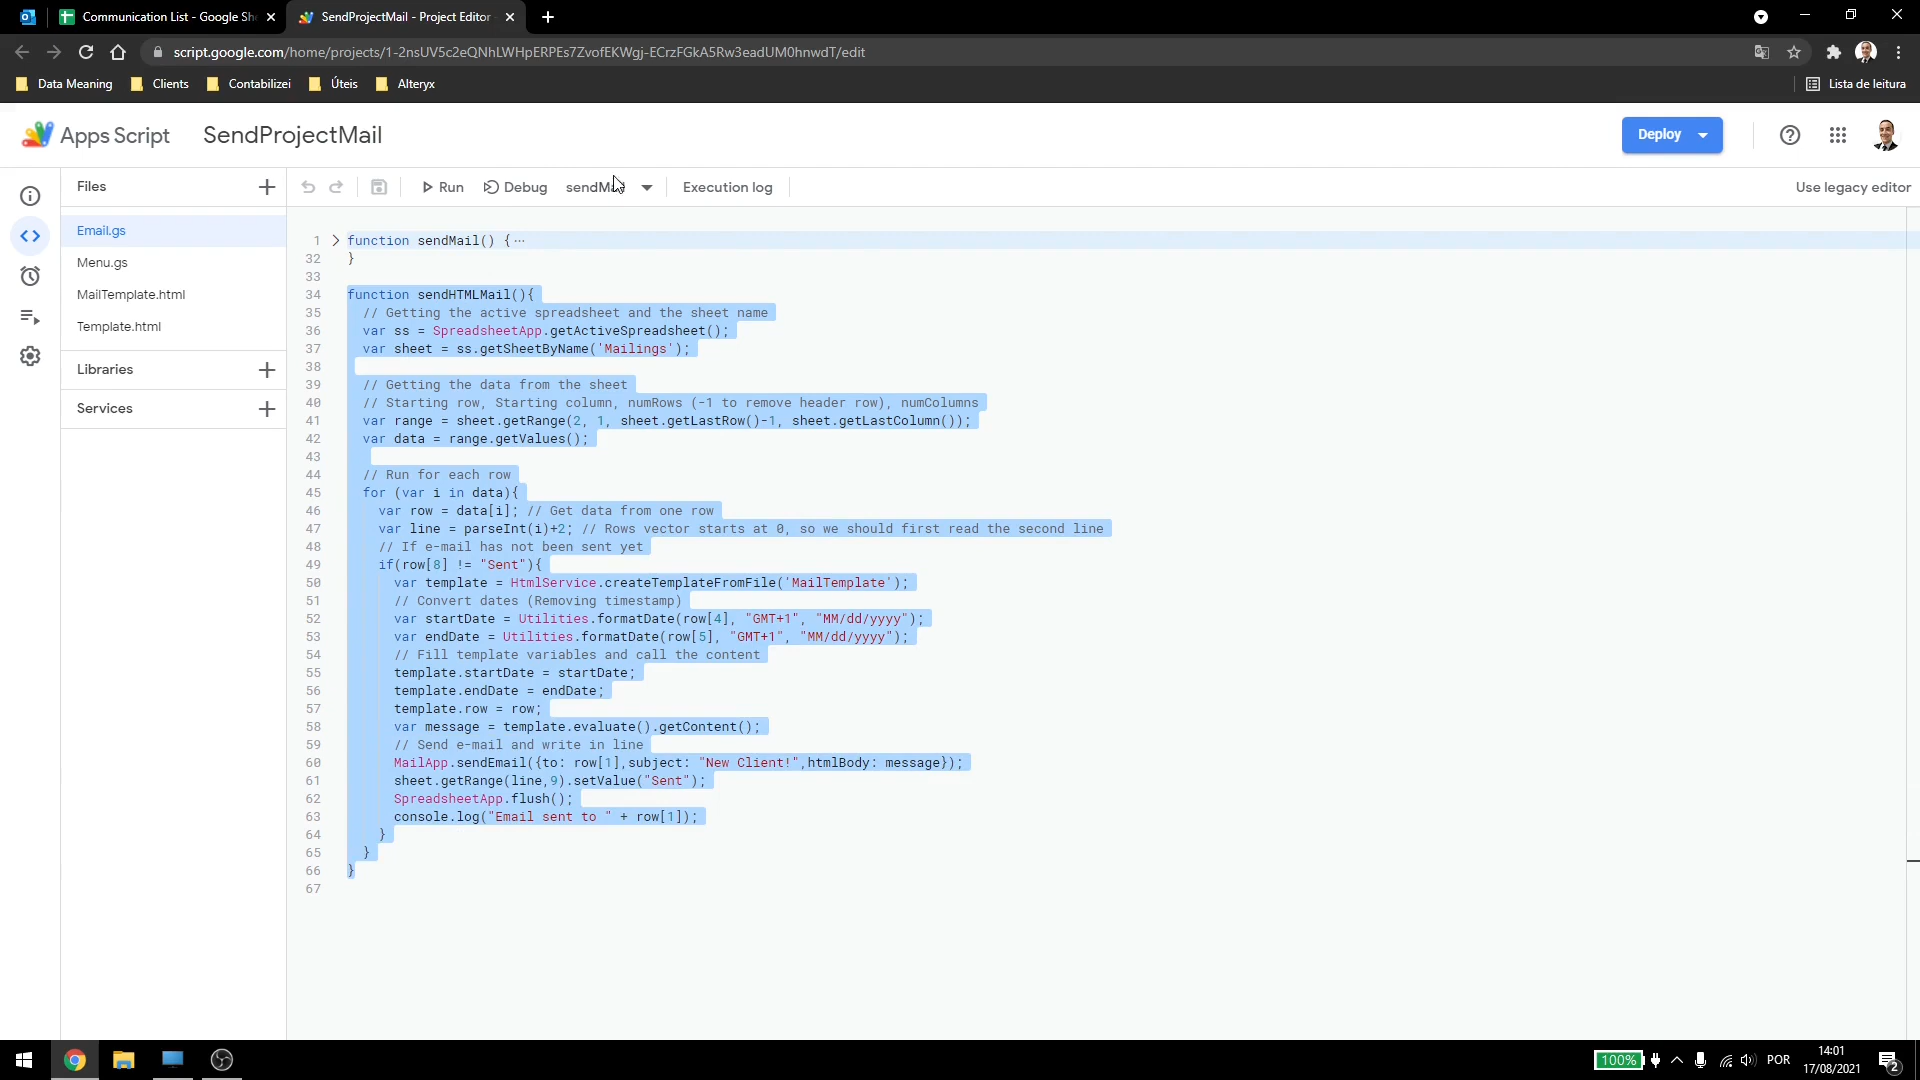 Communication List - Google She
SendProjectMail - Project Editor
script.google.com/home/projects/1-2nsUV5c2eQNhLWHpERPEs7ZvofEKWgj-ECrzFGkA5Rw3eadUM0hnwdT/edit
Data Meaning
Clients
Contabilizei
Úteis
Alteryx
Lista de leitura
Apps Script
SendProjectMail
Deploy
Files
Run
Debug
Execution log
Use legacy editor
Email.gs
Menu.gs
MailTemplate.html
Template.html
Libraries
Services
1 function sendMail() {···
32 }
33
34 function sendHTMLMail(){
35 // Getting the active spreadsheet and the sheet name
36 var ss = SpreadsheetApp.getActiveSpreadsheet();
37 var sheet = ss.getSheetByName('Mailings');
38
39 // Getting the data from the sheet
40 // Starting row, Starting column, numRows (-1 to remove header row), numColumns
41 var range = sheet.getRange(2, 1, sheet.getLastRow()-1, sheet.getLastColumn());
42 var data = range.getValues();
43
44 // Run for each row
45 for (var i in data){
46 var row = data[i]; // Get data from one row
47 var line = parseInt(i)+2; // Rows vector starts at 0, so we should first read the second line
48 // If e-mail has not been sent yet
49 if(row[8] != "Sent"){
50 var template = HtmlService.createTemplateFromFile('MailTemplate');
51 // Convert dates (Removing timestamp)
52 var startDate = Utilities.formatDate(row[4], "GMT+1", "MM/dd/yyyy");
53 var endDate = Utilities.formatDate(row[5], "GMT+1", "MM/dd/yyyy");
54 // Fill template variables and call the content
55 template.startDate = startDate;
56 template.endDate = endDate;
57 template.row = row;
58 var message = template.evaluate().getContent();
59 // Send e-mail and write in line
60 MailApp.sendEmail({to: row[1],subject: "New Client!",htmlBody: message});
61 sheet.getRange(line,9).setValue("Sent");
62 SpreadsheetApp.flush();
63 console.log("Email sent to " + row[1]);
64 }
65 }
66 }
67
100%
POR
14:01
17/08/2021
2